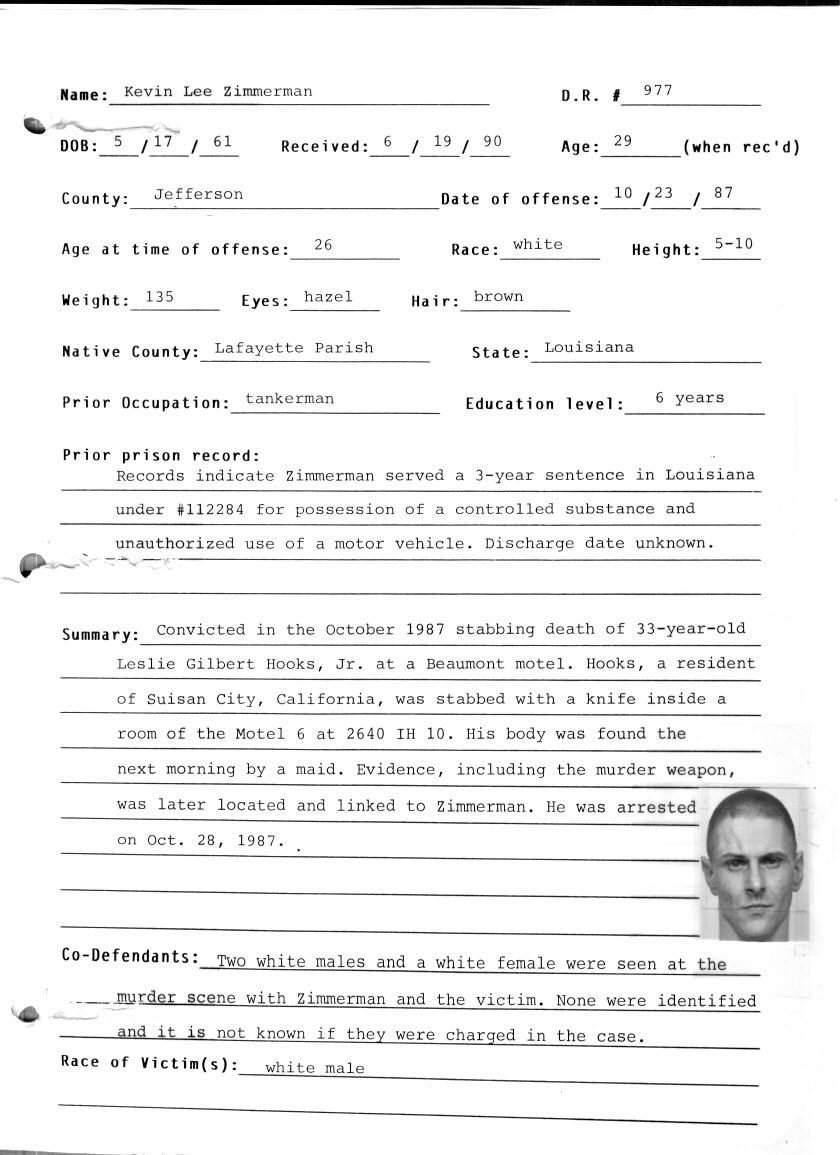 Name: Kevin Lee Zimmerman D.R. # 977
DOB: 5 /17 / 61 Received: 6 / 19 / 90 Age: 29 (when rec'd)
County: Jefferson Date of offense: 10 /23 / 87
Age at time of offense: 26 Race: white Height: 5-10
Weight: 135 Eyes: hazel Hair: brown
Native County: Lafayette Parish State: Louisiana
Prior Occupation: tankerman Education level: 6 years
Prior prison record:
Records indicate Zimmerman served a 3-year sentence in Louisiana
under #112284 for possession of a controlled substance and
unauthorized use of a motor vehicle. Discharge date unknown.
Summary: Convicted in the October 1987 stabbing death of 33-year-old
Leslie Gilbert Hooks, Jr. at a Beaumont motel. Hooks, a resident
of Suisan City, California, was stabbed with a knife inside a
room of the Motel 6 at 2640 IH 10. His body was found the
next morning by a maid. Evidence, including the murder weapon,
was later located and linked to Zimmerman. He was arrested
on Oct. 28, 1987.
Co-Defendants: Two white males and a white female were seen at the
murder scene with Zimmerman and the victim. None were identified
and it is not known if they were charged in the case.
Race of Victim(s): white male